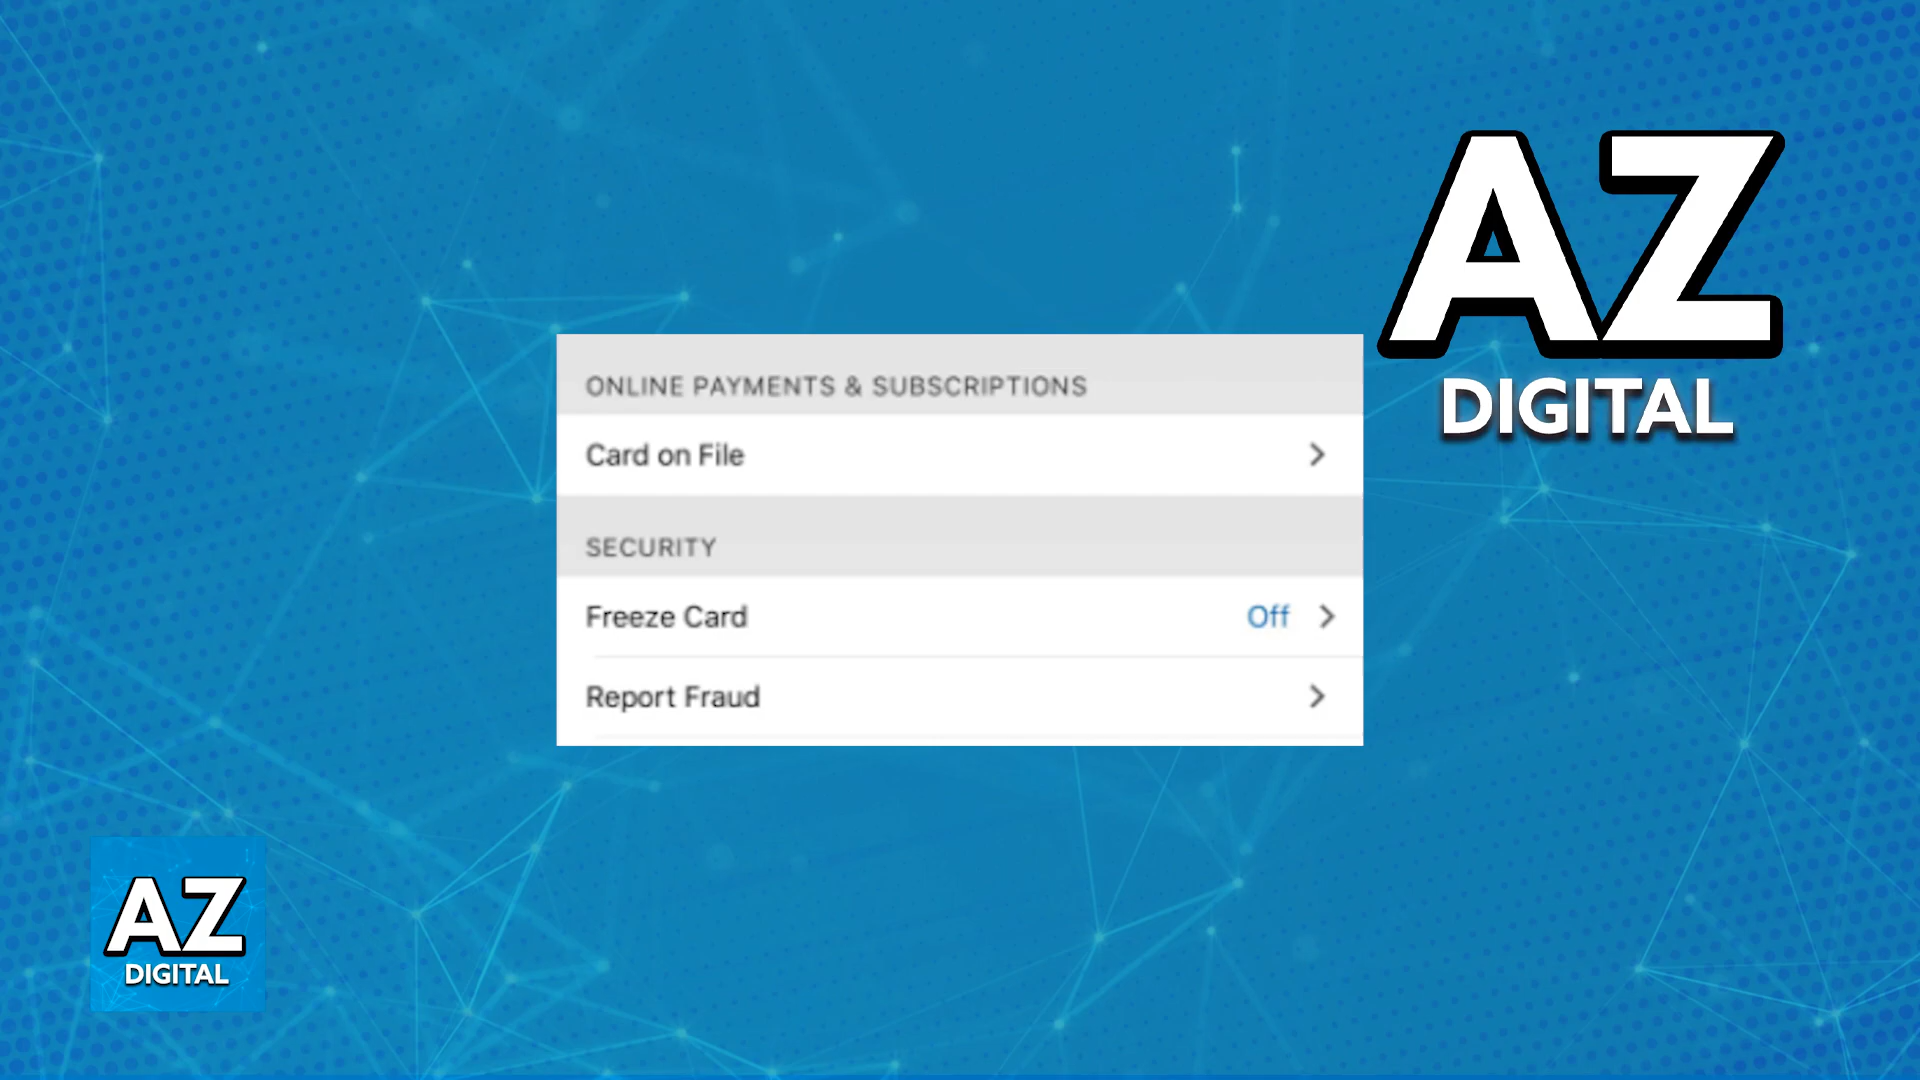 AZ
DIGITAL
ONLINE PAYMENTS & SUBSCRIPTIONS
Card on File
SECURITY
Freeze Card Off
Report Fraud
AZ
DIGITAL